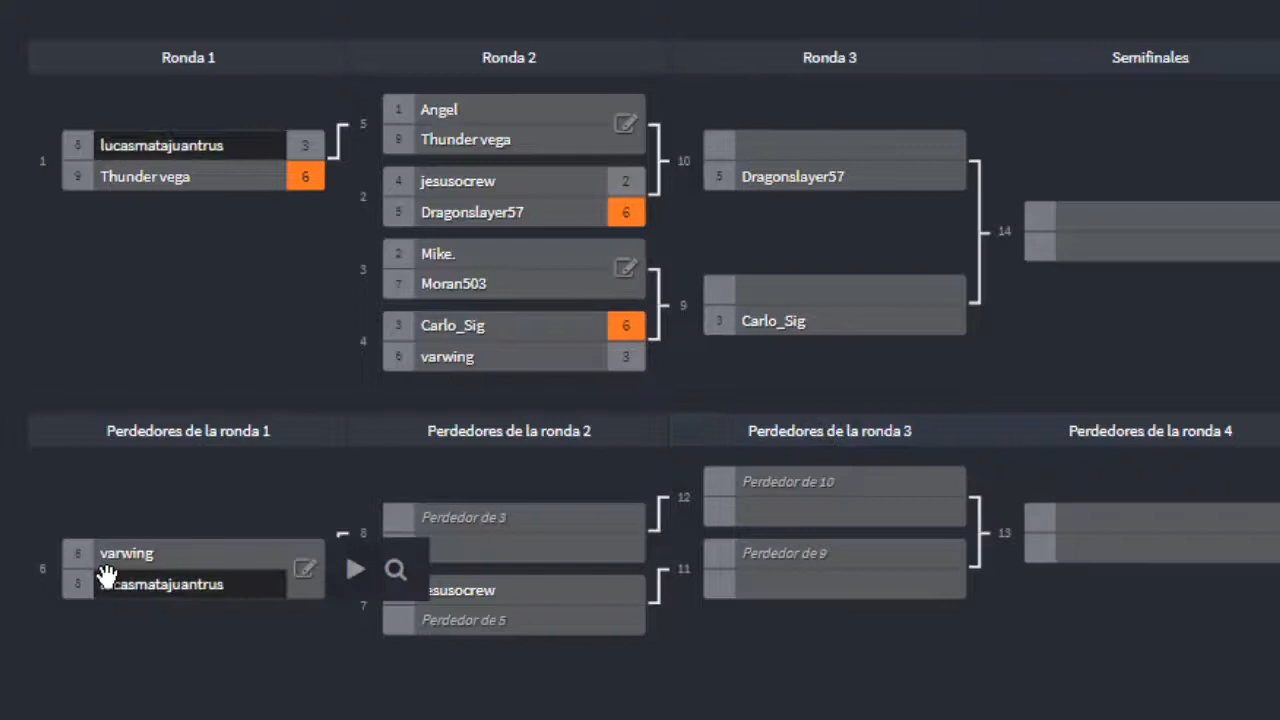 Ronda 1
Ronda 2
Ronda 3
Semifinales
1
lucasmatajuantrus 3
9 Thunder vega 6
5
1 Angel
9 Thunder vega
2
4 jesusocrew 2
5 Dragonslayer57 6
3
2 Mike.
7 Moran503
4
3 Carlo_Sig 6
6 varwing 3
10
5 Dragonslayer57
9
3 Carlo_Sig
14
Perdedores de la ronda 1
Perdedores de la ronda 2
Perdedores de la ronda 3
Perdedores de la ronda 4
6
varwing
casmatajuantrus
8
Perdedor de 3
7
esusocrew
Perdedor de 5
12
Perdedor de 10
11
Perdedor de 9
13